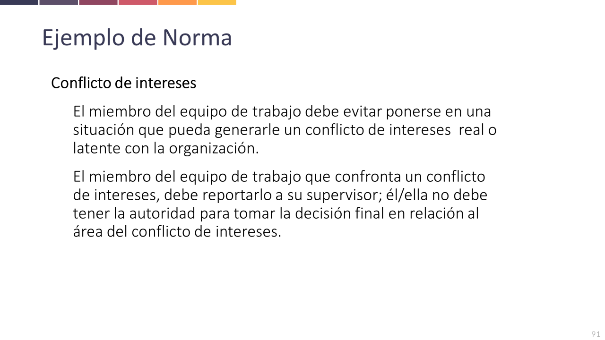 Ejemplo de Norma
Conflicto de intereses
El miembro del equipo de trabajo debe evitar ponerse en una
situación que pueda generarle un conflicto de intereses  real o
latente con la organización.
El miembro del equipo de trabajo que confronta un conflicto
de intereses, debe reportarlo a su supervisor; él/ella no debe
tener la autoridad para tomar la decisión final en relación al
área del conflicto de intereses.
91